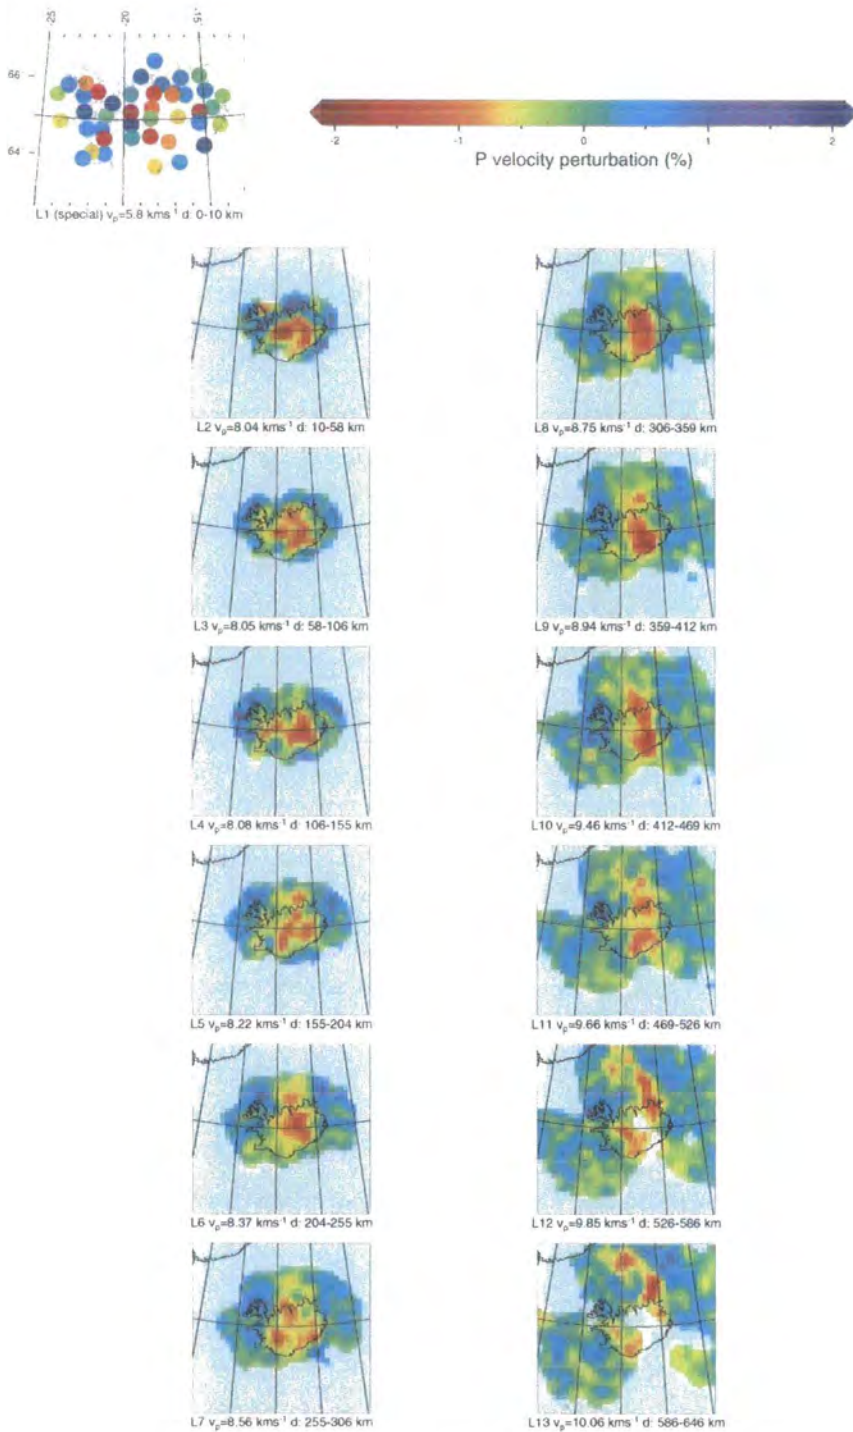 -25 -20 -15
66
64
L1 (special) vp=5.8 kms-1 d: 0-10 km
-2 -1 0 1 2
P velocity perturbation (%)
L2 vp=8.04 kms-1 d: 10-58 km
L8 vp=8.75 kms-1 d: 306-359 km
L3 vp=8.05 kms-1 d: 58-106 km
L9 vp=8.94 kms-1 d: 359-412 km
L4 vp=8.08 kms-1 d: 106-155 km
L10 vp=9.46 kms-1 d: 412-469 km
L5 vp=8.22 kms-1 d: 155-204 km
L11 vp=9.66 kms-1 d: 469-526 km
L6 vp=8.37 kms-1 d: 204-255 km
L12 vp=9.85 kms-1 d: 526-586 km
L7 vp=8.56 kms-1 d: 255-306 km
L13 vp=10.06 kms-1 d: 586-646 km